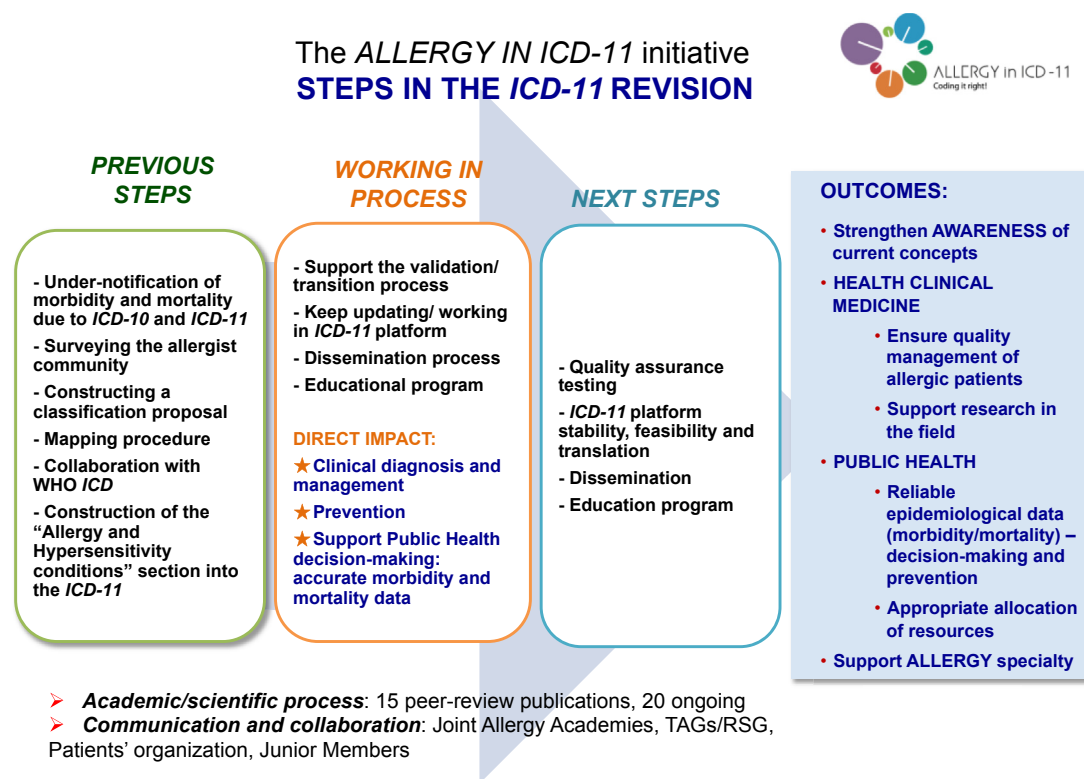 The ALLERGY IN ICD-11 initiative
STEPS IN THE ICD-11 REVISION
ALLERGY in ICD-11
Coding it right!
PREVIOUS
STEPS
- Under-notification of
morbidity and mortality
due to ICD-10 and ICD-11
- Surveying the allergist
community
- Constructing a
classification proposal
- Mapping procedure
- Collaboration with
WHO ICD
- Construction of the
“Allergy and
Hypersensitivity
conditions” section into
the ICD-11
WORKING IN
PROCESS
- Support the validation/
transition process
- Keep updating/ working
in ICD-11 platform
- Dissemination process
- Educational program
DIRECT IMPACT:
★Clinical diagnosis and
management
★Prevention
★Support Public Health
decision-making:
accurate morbidity and
mortality data
NEXT STEPS
- Quality assurance
testing
- ICD-11 platform
stability, feasibility and
translation
- Dissemination
- Education program
OUTCOMES:
• Strengthen AWARENESS of
current concepts
• HEALTH CLINICAL
MEDICINE
• Ensure quality
management of
allergic patients
• Support research in
the field
• PUBLIC HEALTH
• Reliable
epidemiological data
(morbidity/mortality) –
decision-making and
prevention
• Appropriate allocation
of resources
• Support ALLERGY specialty
➢ Academic/scientific process: 15 peer-review publications, 20 ongoing
➢ Communication and collaboration: Joint Allergy Academies, TAGs/RSG,
Patients’ organization, Junior Members